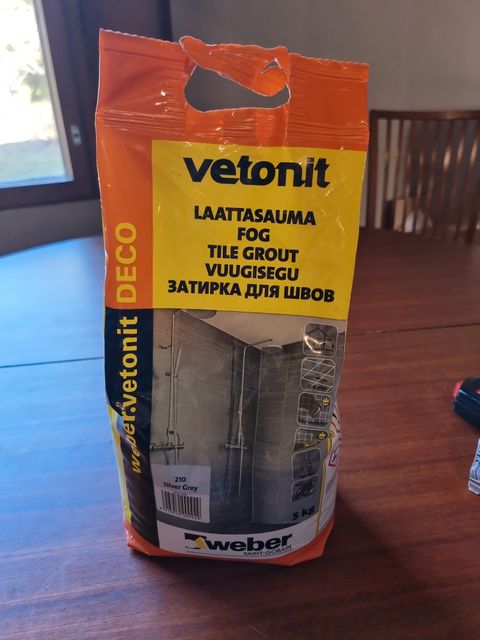 vetonit
LAATTASAUMA
FOG
TILE GROUT
VUUGISEGU
ЗАТИРКА ДЛЯ ШВОВ
weber.vetonit DECO
210
Silver Grey
5 kg
weber
SAINT-GOBAIN